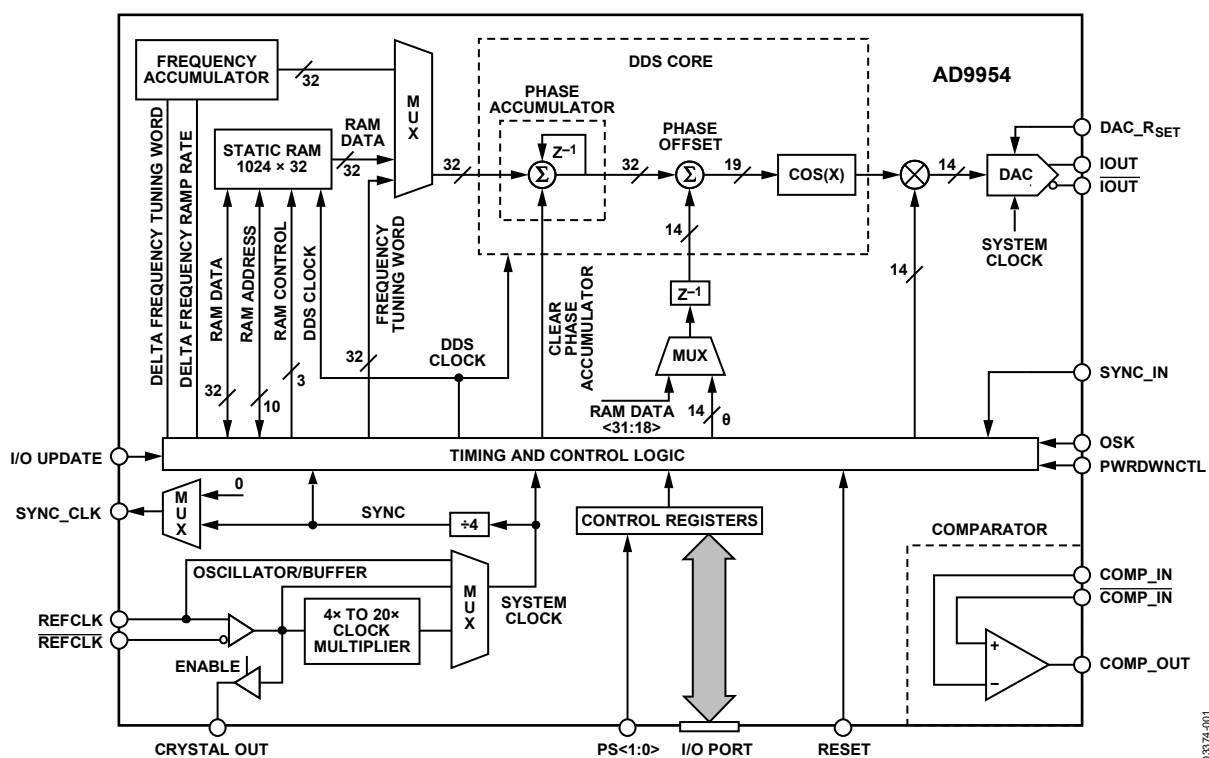 AD9954
FREQUENCY
ACCUMULATOR
32
MUX
DDS CORE
PHASE
ACCUMULATOR
Z–1
Σ
32
PHASE
OFFSET
Σ
19
COS(X)
14
DAC
DAC_RSET
IOUT
IOUT
SYSTEM
CLOCK
RAM
DATA
32
STATIC RAM
1024 × 32
32
DELTA FREQUENCY TUNING WORD
DELTA FREQUENCY RAMP RATE
RAM DATA
32
RAM ADDRESS
10
RAM CONTROL
3
DDS CLOCK
FREQUENCY
TUNING WORD
32
DDS
CLOCK
CLEAR
PHASE
ACCUMULATOR
14
Z–1
MUX
RAM DATA
<31:18>
14
θ
14
SYNC_IN
I/O UPDATE
TIMING AND CONTROL LOGIC
OSK
PWRDWNCTL
SYNC_CLK
MUX
0
SYNC
÷4
CONTROL REGISTERS
OSCILLATOR/BUFFER
MUX
SYSTEM
CLOCK
REFCLK
REFCLK
4× TO 20×
CLOCK
MULTIPLIER
ENABLE
COMPARATOR
COMP_IN
COMP_IN
+
–
COMP_OUT
CRYSTAL OUT
PS<1:0>
I/O PORT
RESET
03374-001